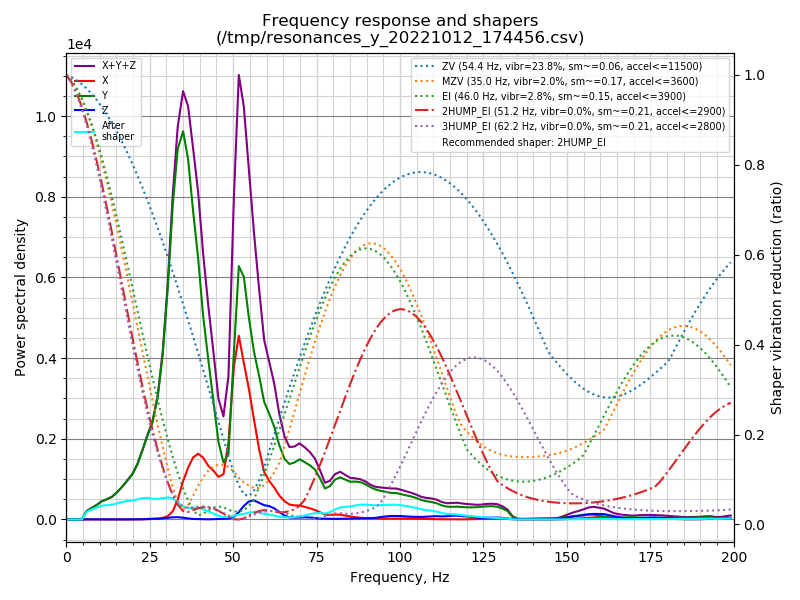 Frequency response and shapers
(/tmp/resonances_y_20221012_174456.csv)
1e4
X+Y+Z
X
Y
Z
After
shaper
ZV (54.4 Hz, vibr=23.8%, sm~=0.06, accel<=11500)
MZV (35.0 Hz, vibr=2.0%, sm~=0.17, accel<=3600)
EI (46.0 Hz, vibr=2.8%, sm~=0.15, accel<=3900)
2HUMP_EI (51.2 Hz, vibr=0.0%, sm~=0.21, accel<=2900)
3HUMP_EI (62.2 Hz, vibr=0.0%, sm~=0.21, accel<=2800)
Recommended shaper: 2HUMP_EI
Power spectral density
1.0
0.8
0.6
0.4
0.2
0.0
Shaper vibration reduction (ratio)
1.0
0.8
0.6
0.4
0.2
0.0
0 25 50 75 100 125 150 175 200
Frequency, Hz